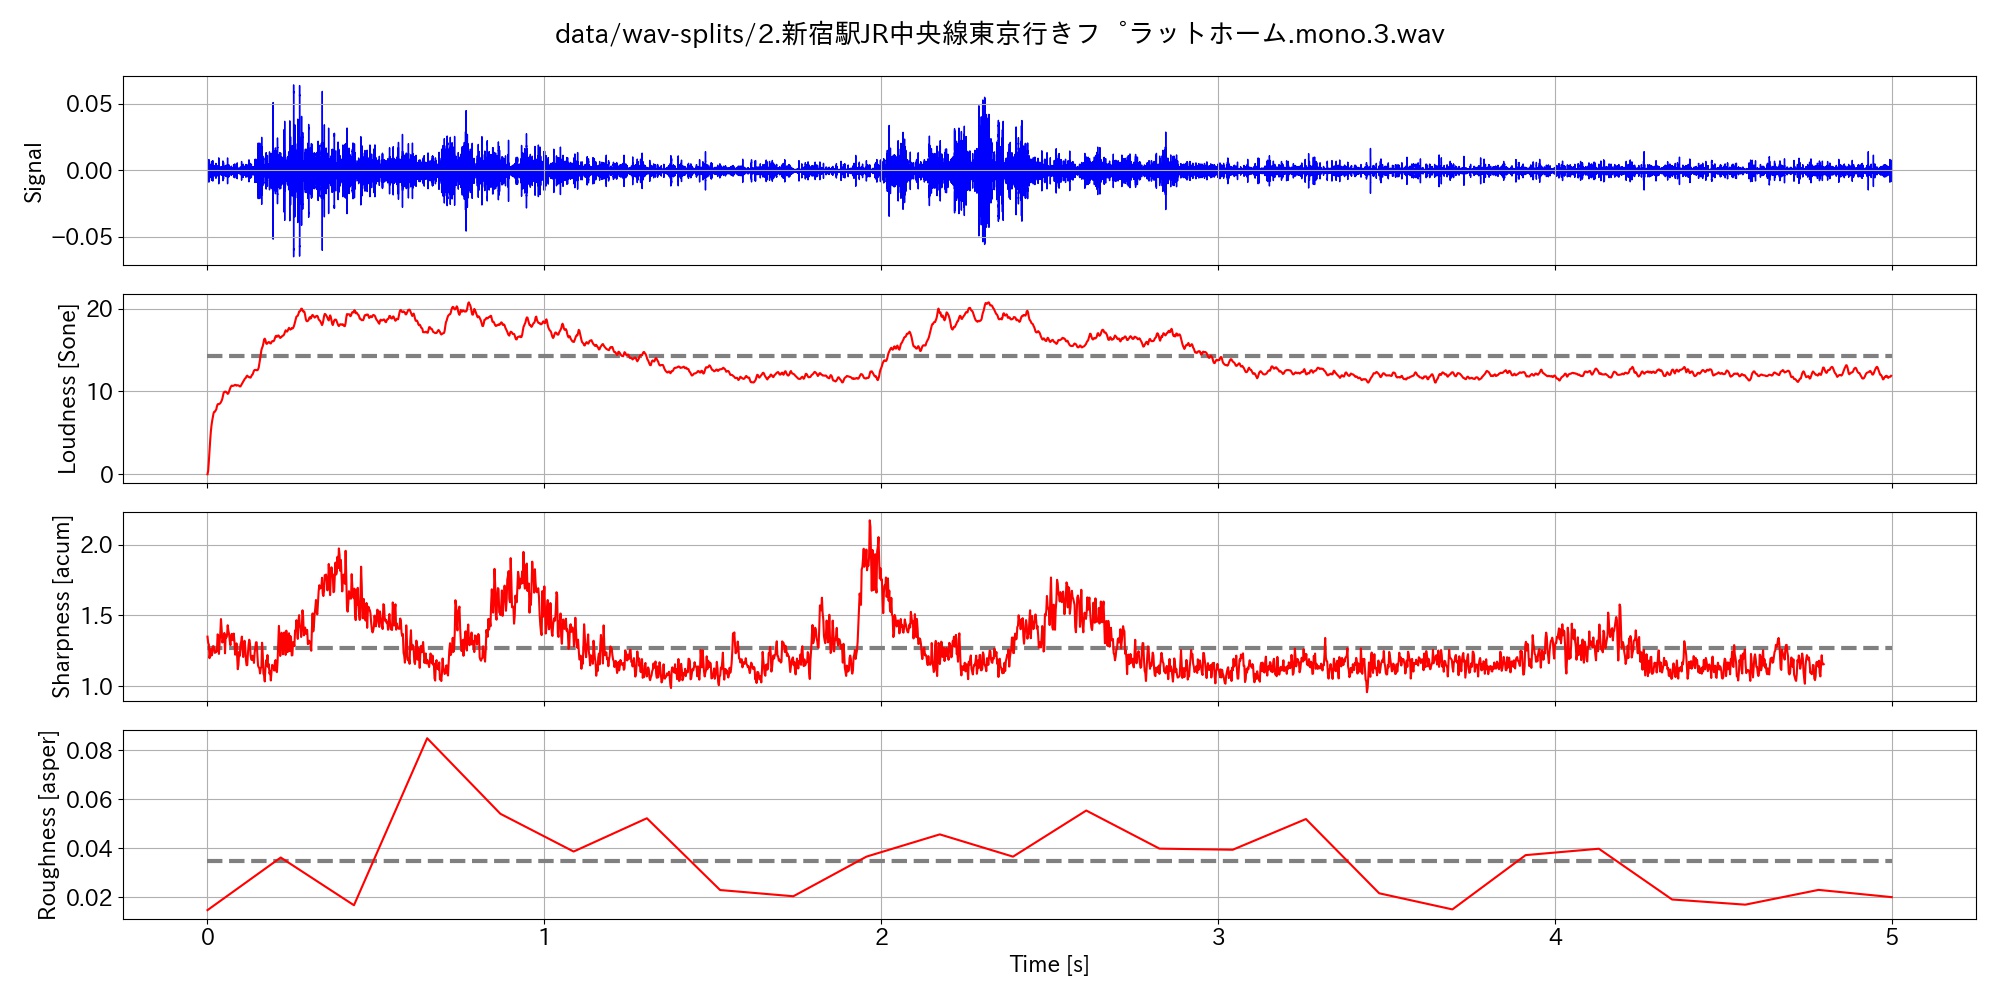 data/wav-splits/2.新宿駅JR中央線東京行きプラットホーム.mono.3.wav
0.05
0.00
−0.05
Signal
20
10
0
Loudness [Sone]
2.0
1.5
1.0
Sharpness [acum]
0.08
0.06
0.04
0.02
Roughness [asper]
0 1 2 3 4 5
Time [s]